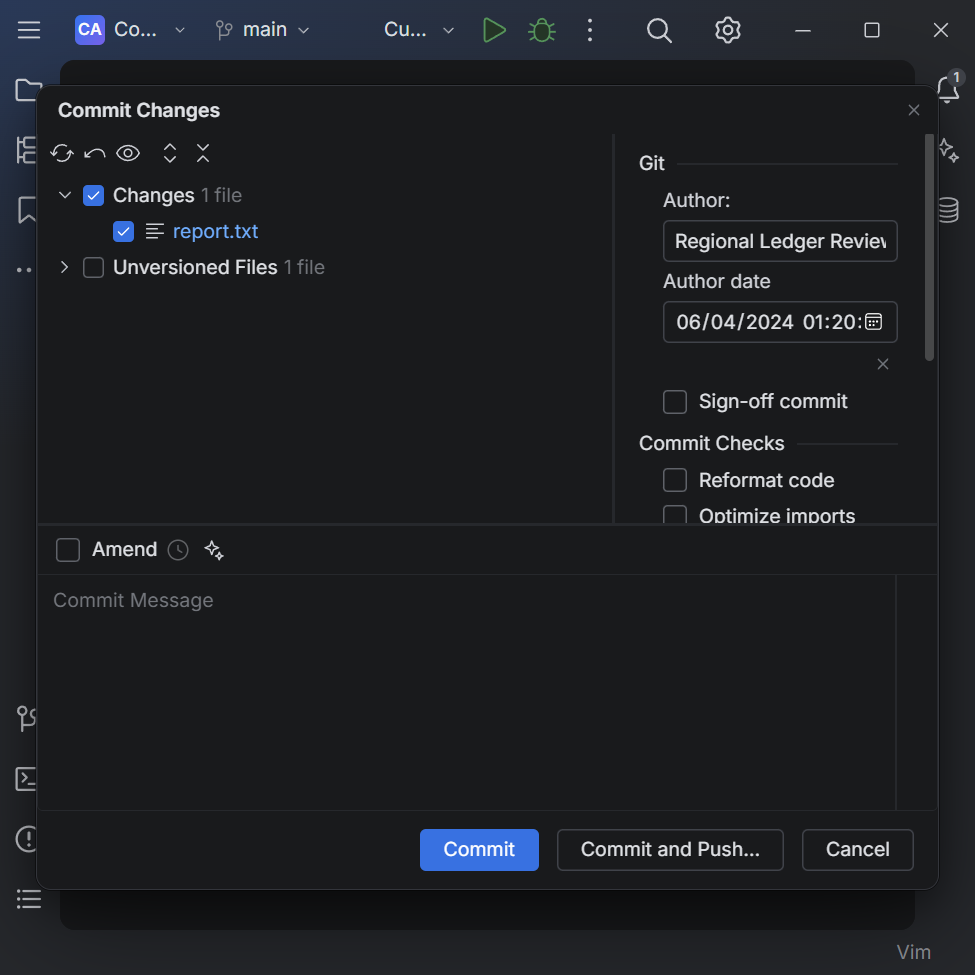 CA Co... main Cu...
1
Commit Changes
Changes 1 file
report.txt
Unversioned Files 1 file
Git
Author:
Regional Ledger Review
Author date
06/04/2024 01:20:
Sign-off commit
Commit Checks
Reformat code
Optimize imports
Amend
Commit Message
Commit
Commit and Push...
Cancel
Vim